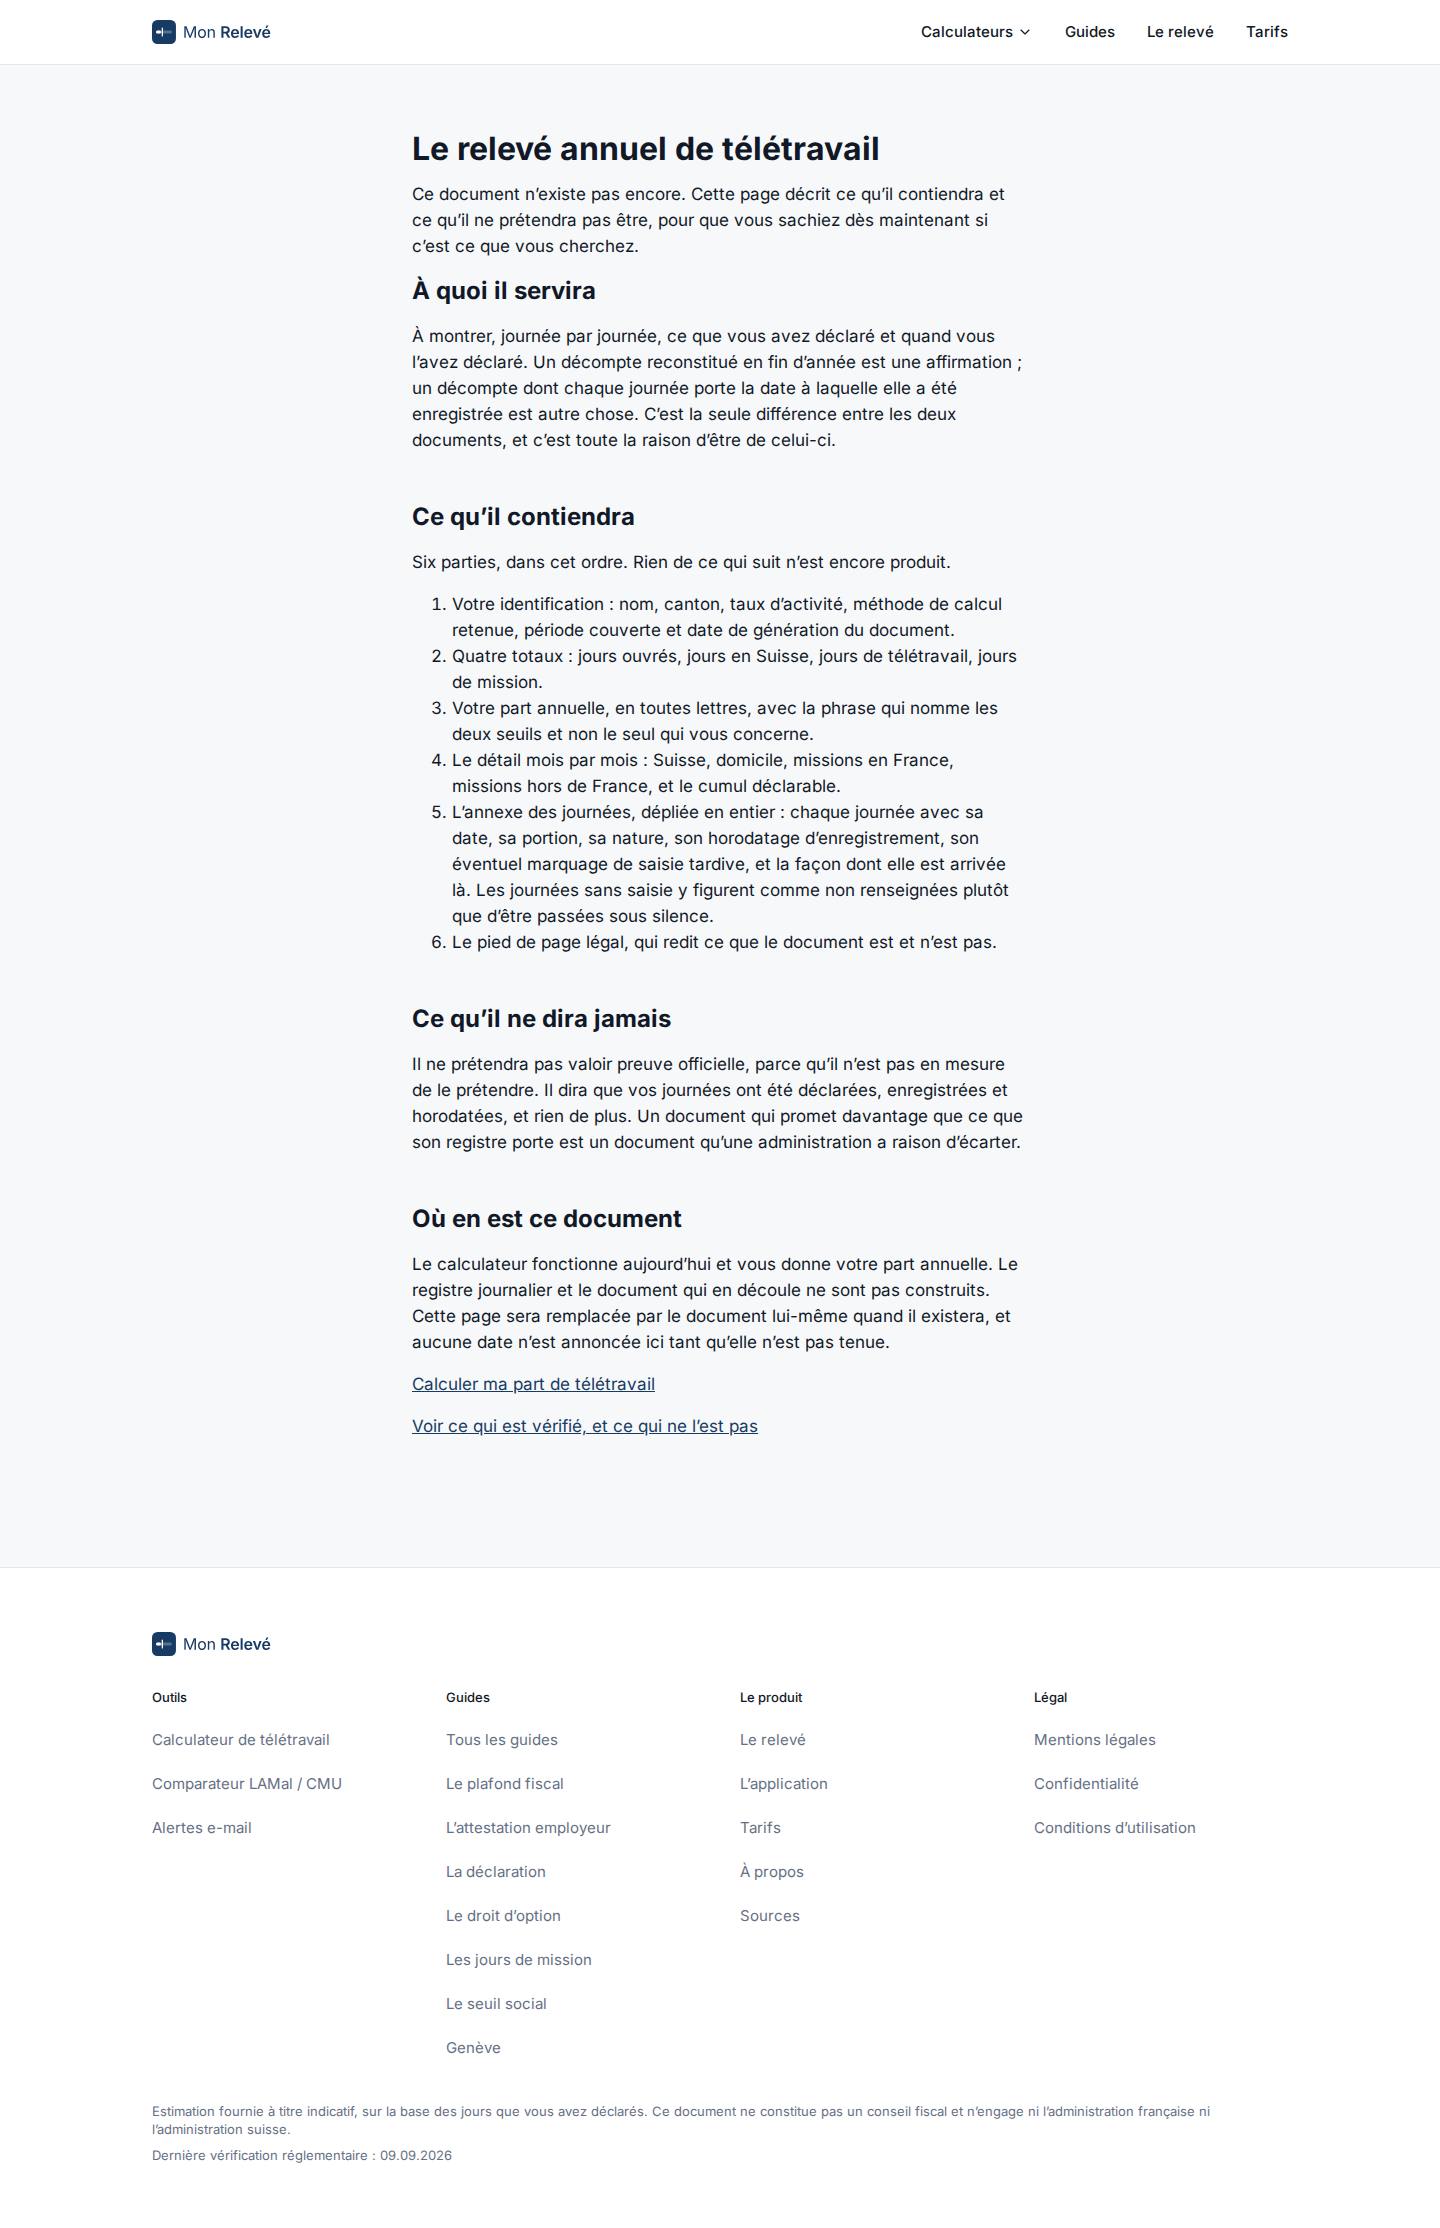 Mon Relevé
Calculateurs
Guides
Le relevé
Tarifs
Le relevé annuel de télétravail
Ce document n’existe pas encore. Cette page décrit ce qu’il contiendra et
ce qu’il ne prétendra pas être, pour que vous sachiez dès maintenant si
c’est ce que vous cherchez.
À quoi il servira
À montrer, journée par journée, ce que vous avez déclaré et quand vous
l’avez déclaré. Un décompte reconstitué en fin d’année est une affirmation ;
un décompte dont chaque journée porte la date à laquelle elle a été
enregistrée est autre chose. C’est la seule différence entre les deux
documents, et c’est toute la raison d’être de celui-ci.
Ce qu’il contiendra
Six parties, dans cet ordre. Rien de ce qui suit n’est encore produit.
1. Votre identification : nom, canton, taux d’activité, méthode de calcul
retenue, période couverte et date de génération du document.
2. Quatre totaux : jours ouvrés, jours en Suisse, jours de télétravail, jours
de mission.
3. Votre part annuelle, en toutes lettres, avec la phrase qui nomme les
deux seuils et non le seul qui vous concerne.
4. Le détail mois par mois : Suisse, domicile, missions en France,
missions hors de France, et le cumul déclarable.
5. L’annexe des journées, dépliée en entier : chaque journée avec sa
date, sa portion, sa nature, son horodatage d’enregistrement, son
éventuel marquage de saisie tardive, et la façon dont elle est arrivée
là. Les journées sans saisie y figurent comme non renseignées plutôt
que d’être passées sous silence.
6. Le pied de page légal, qui redit ce que le document est et n’est pas.
Ce qu’il ne dira jamais
Il ne prétendra pas valoir preuve officielle, parce qu’il n’est pas en mesure
de le prétendre. Il dira que vos journées ont été déclarées, enregistrées et
horodatées, et rien de plus. Un document qui promet davantage que ce que
son registre porte est un document qu’une administration a raison d’écarter.
Où en est ce document
Le calculateur fonctionne aujourd’hui et vous donne votre part annuelle. Le
registre journalier et le document qui en découle ne sont pas construits.
Cette page sera remplacée par le document lui-même quand il existera, et
aucune date n’est annoncée ici tant qu’elle n’est pas tenue.
Calculer ma part de télétravail
Voir ce qui est vérifié, et ce qui ne l’est pas
Mon Relevé
Outils
Calculateur de télétravail
Comparateur LAMal / CMU
Alertes e-mail
Guides
Tous les guides
Le plafond fiscal
L’attestation employeur
La déclaration
Le droit d’option
Les jours de mission
Le seuil social
Genève
Le produit
Le relevé
L’application
Tarifs
À propos
Sources
Légal
Mentions légales
Confidentialité
Conditions d’utilisation
Estimation fournie à titre indicatif, sur la base des jours que vous avez déclarés. Ce document ne constitue pas un conseil fiscal et n’engage ni l’administration française ni
l’administration suisse.
Dernière vérification réglementaire : 09.09.2026